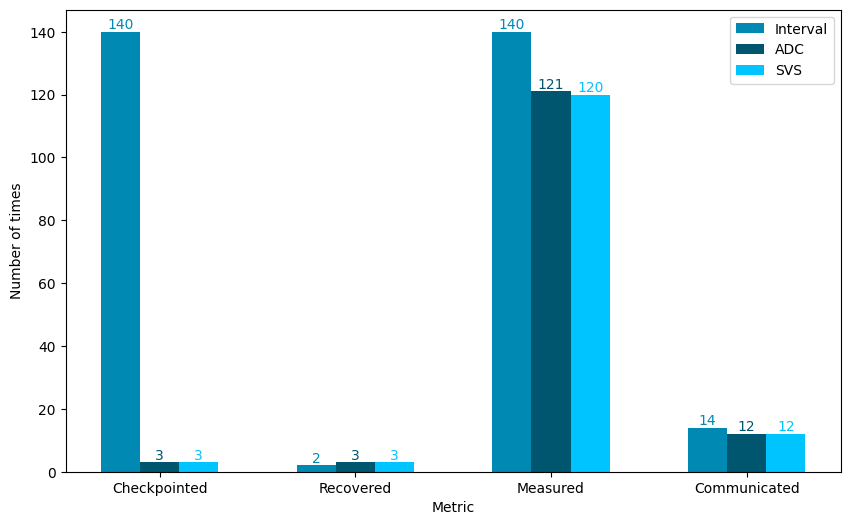 140
140
Interval
ADC
SVS
140
121
120
120
100
80
60
40
20
0
Number of times
3
3
2
3
3
14
12
12
Checkpointed
Recovered
Measured
Communicated
Metric